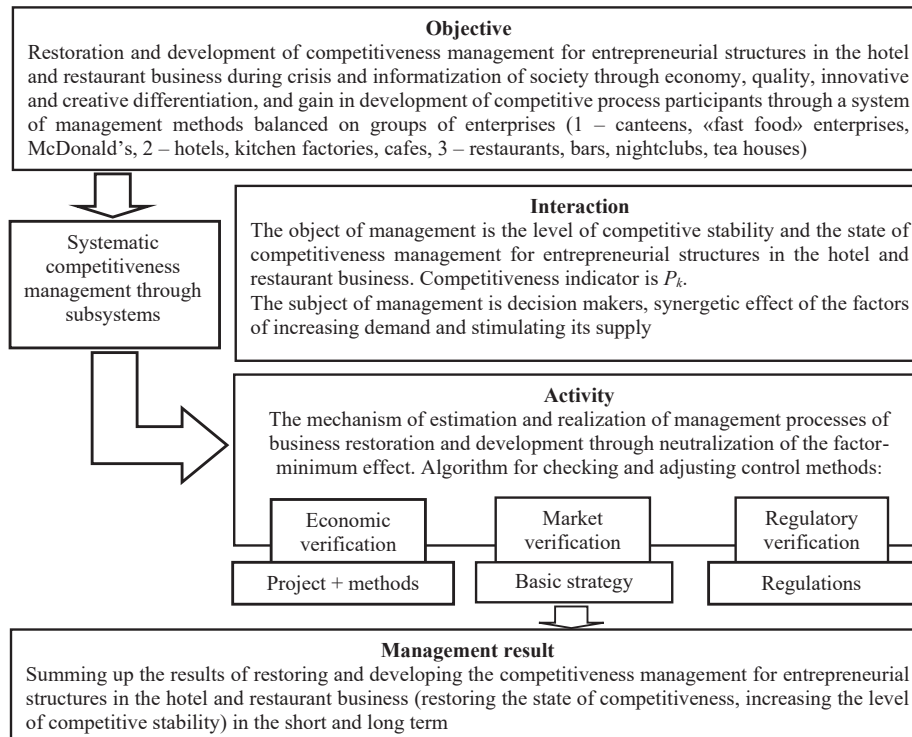 Objective
Restoration and development of competitiveness management for entrepreneurial structures in the hotel
and restaurant business during crisis and informatization of society through economy, quality, innovative
and creative differentiation, and gain in development of competitive process participants through a system
of management methods balanced on groups of enterprises (1 – canteens, «fast food» enterprises,
McDonald's, 2 – hotels, kitchen factories, cafes, 3 – restaurants, bars, nightclubs, tea houses)
Systematic
competitiveness
management through
subsystems
Interaction
The object of management is the level of competitive stability and the state of
competitiveness management for entrepreneurial structures in the hotel and
restaurant business. Competitiveness indicator is Pk.
The subject of management is decision makers, synergetic effect of the factors
of increasing demand and stimulating its supply
Activity
The mechanism of estimation and realization of management processes of
business restoration and development through neutralization of the factor-
minimum effect. Algorithm for checking and adjusting control methods:
Economic
verification
Project + methods
Market
verification
Basic strategy
Regulatory
verification
Regulations
Management result
Summing up the results of restoring and developing the competitiveness management for entrepreneurial
structures in the hotel and restaurant business (restoring the state of competitiveness, increasing the level
of competitive stability) in the short and long term